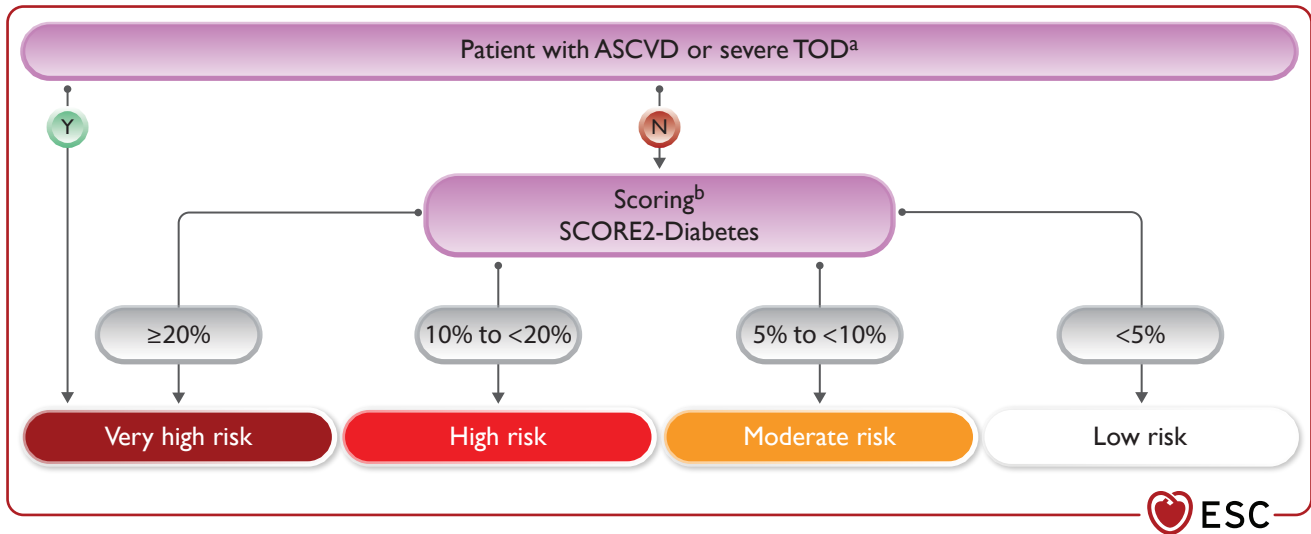 Patient with ASCVD or severe TODᵃ
Y
N
Scoringᵇ
SCORE2-Diabetes
≥20%
10% to <20%
5% to <10%
<5%
Very high risk
High risk
Moderate risk
Low risk
ESC